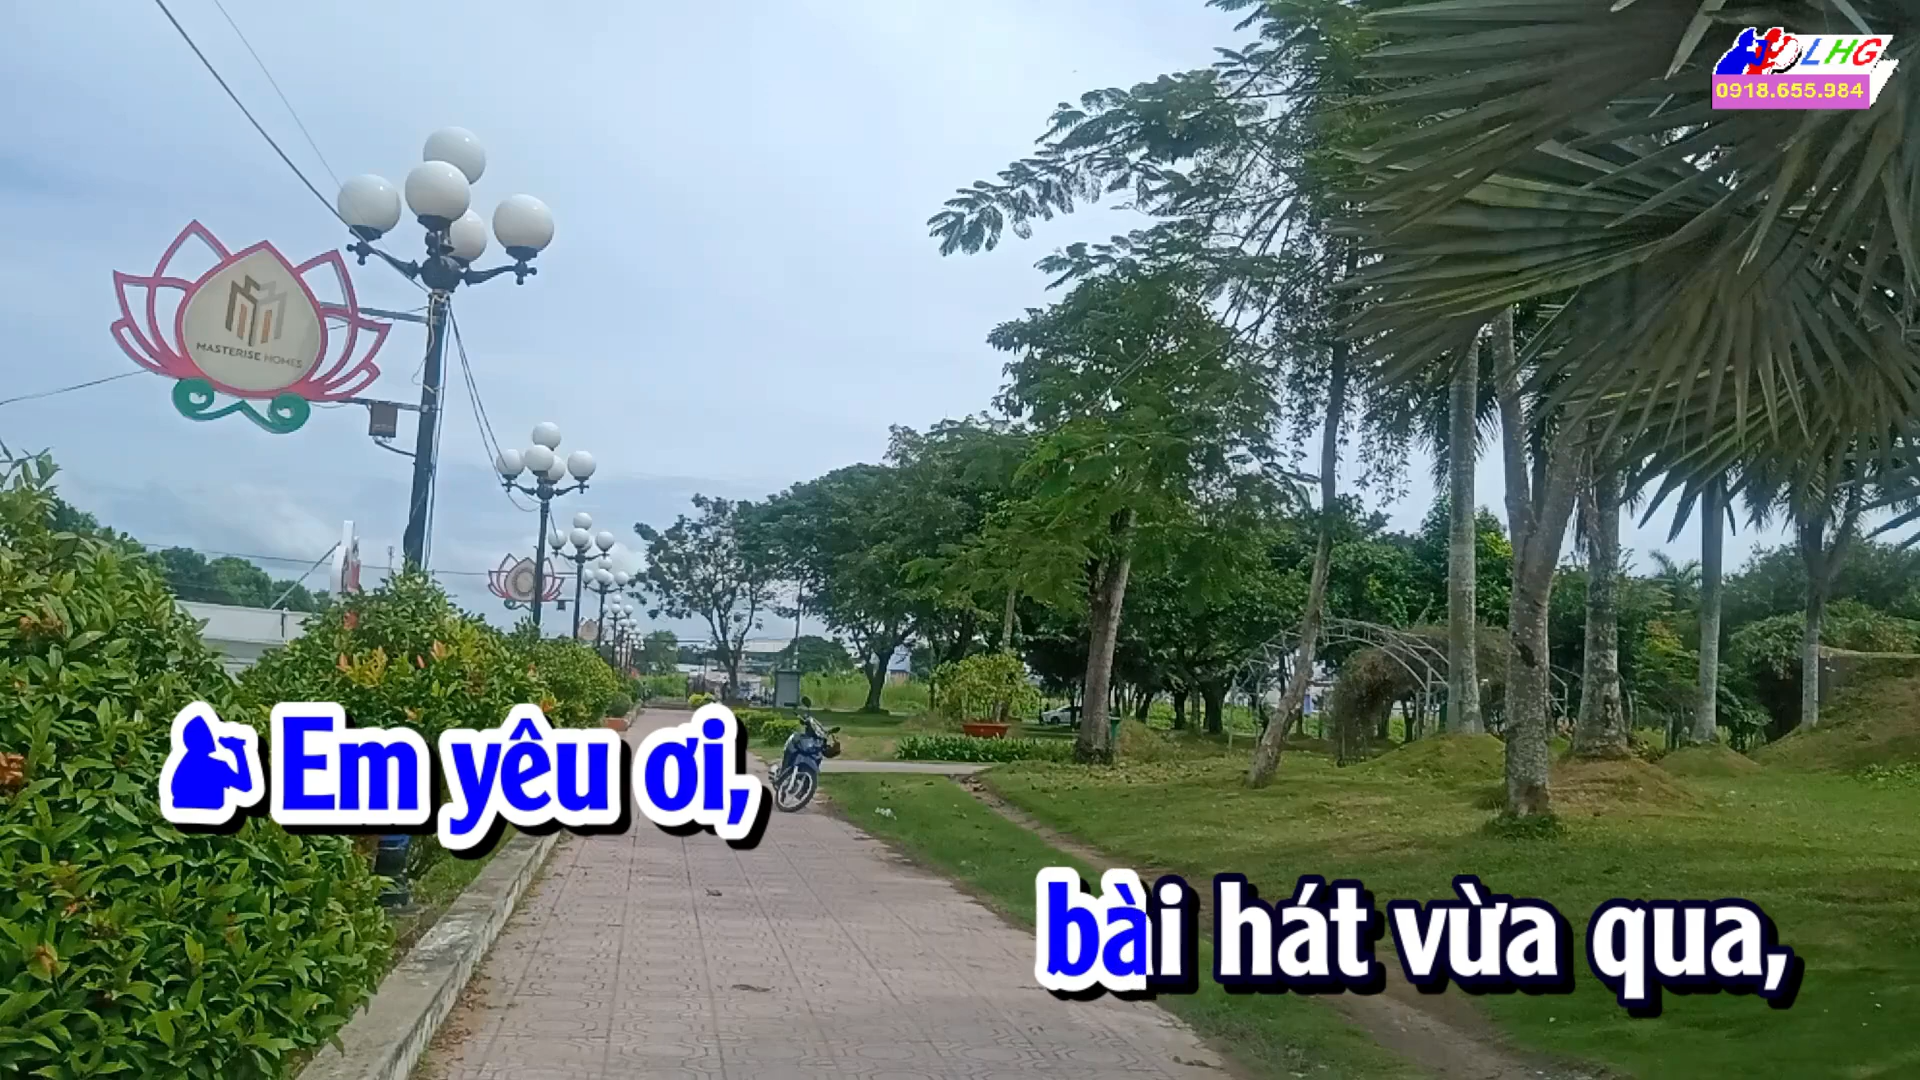 LHG
0918.655.984
MASTERISE HOMES
Em yêu ơi,
bài hát vừa qua,